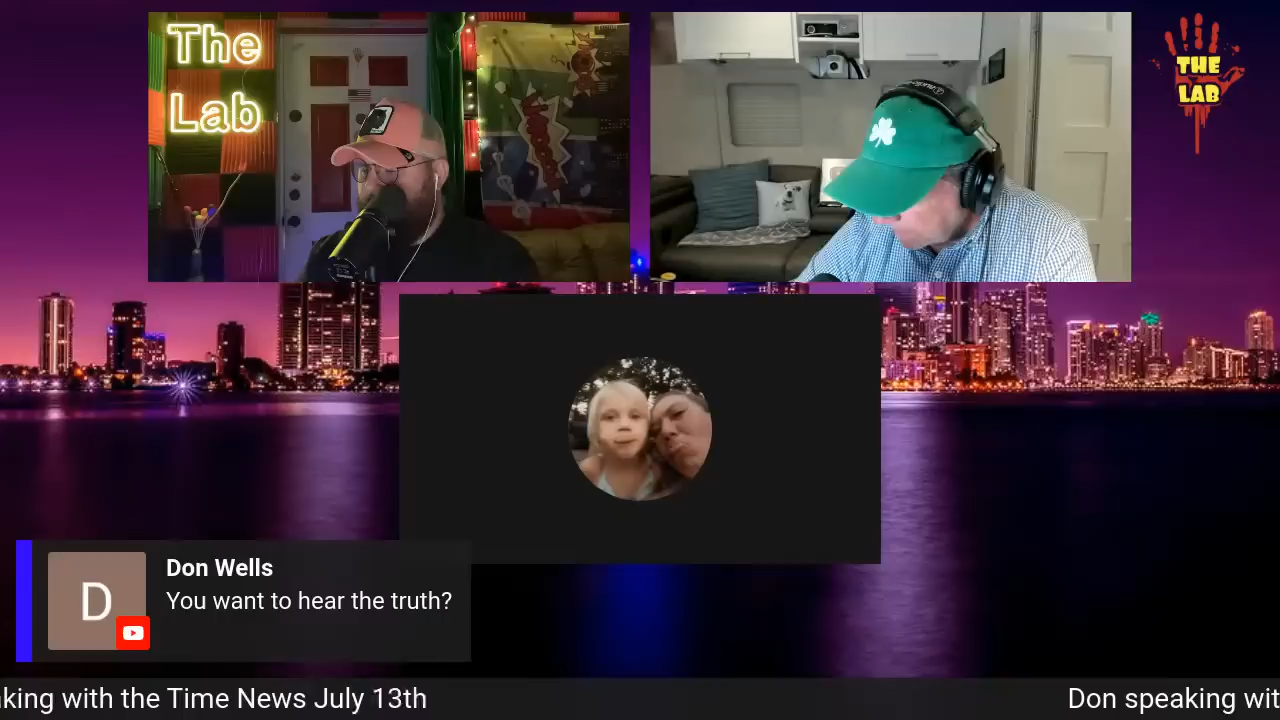 The
Lab
THE
LAB
D
Don Wells
You want to hear the truth?
king with the Time News July 13th
Don speaking wit